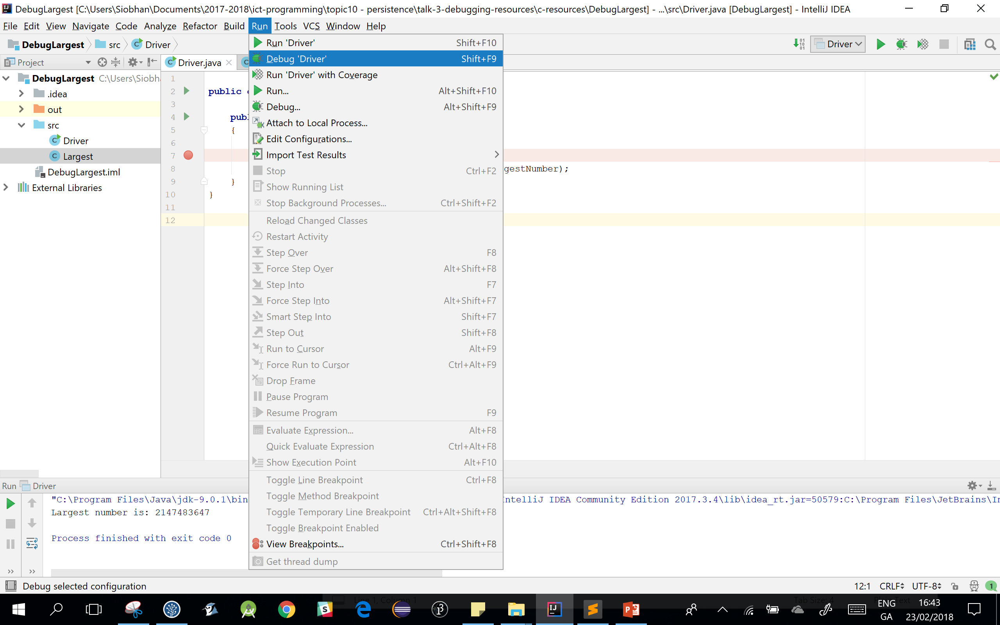 DebugLargest [C:\Users\Siobhan\Documents\2017-2018\ict-programming\topic10 - persistence\talk-3-debugging-resources\c-resources\DebugLargest] - ...\src\Driver.java [DebugLargest] - IntelliJ IDEA
File Edit View Navigate Code Analyze Refactor Build Run Tools VCS Window Help
DebugLargest src Driver
Driver
Project
Driver.java
DebugLargest C:\Users\Siobh
.idea
out
src
Driver
Largest
DebugLargest.iml
External Libraries
1
2 public
3
4 publ
5 {
6
7
8 gestNumber);
9 }
10 }
11
12
Run 'Driver' Shift+F10
Debug 'Driver' Shift+F9
Run 'Driver' with Coverage
Run... Alt+Shift+F10
Debug... Alt+Shift+F9
Attach to Local Process...
Edit Configurations...
Import Test Results
Stop Ctrl+F2
Show Running List
Stop Background Processes... Ctrl+Shift+F2
Reload Changed Classes
Restart Activity
Step Over F8
Force Step Over Alt+Shift+F8
Step Into F7
Force Step Into Alt+Shift+F7
Smart Step Into Shift+F7
Step Out Shift+F8
Run to Cursor Alt+F9
Force Run to Cursor Ctrl+Alt+F9
Drop Frame
Pause Program
Resume Program F9
Evaluate Expression... Alt+F8
Quick Evaluate Expression Ctrl+Alt+F8
Show Execution Point Alt+F10
Toggle Line Breakpoint Ctrl+F8
Toggle Method Breakpoint
Toggle Temporary Line Breakpoint Ctrl+Alt+Shift+F8
Toggle Breakpoint Enabled
View Breakpoints... Ctrl+Shift+F8
Get thread dump
Run Driver
"C:\Program Files\Java\jdk-9.0.1\bin IntelliJ IDEA Community Edition 2017.3.4\lib\idea_rt.jar=50579:C:\Program Files\JetBrains\In
Largest number is: 2147483647
Process finished with exit code 0
Debug selected configuration
12:1 CRLF UTF-8 1
Line 1, Column 1
Tab Size: 4
Plain Text
ENG
GA
16:43
23/02/2018